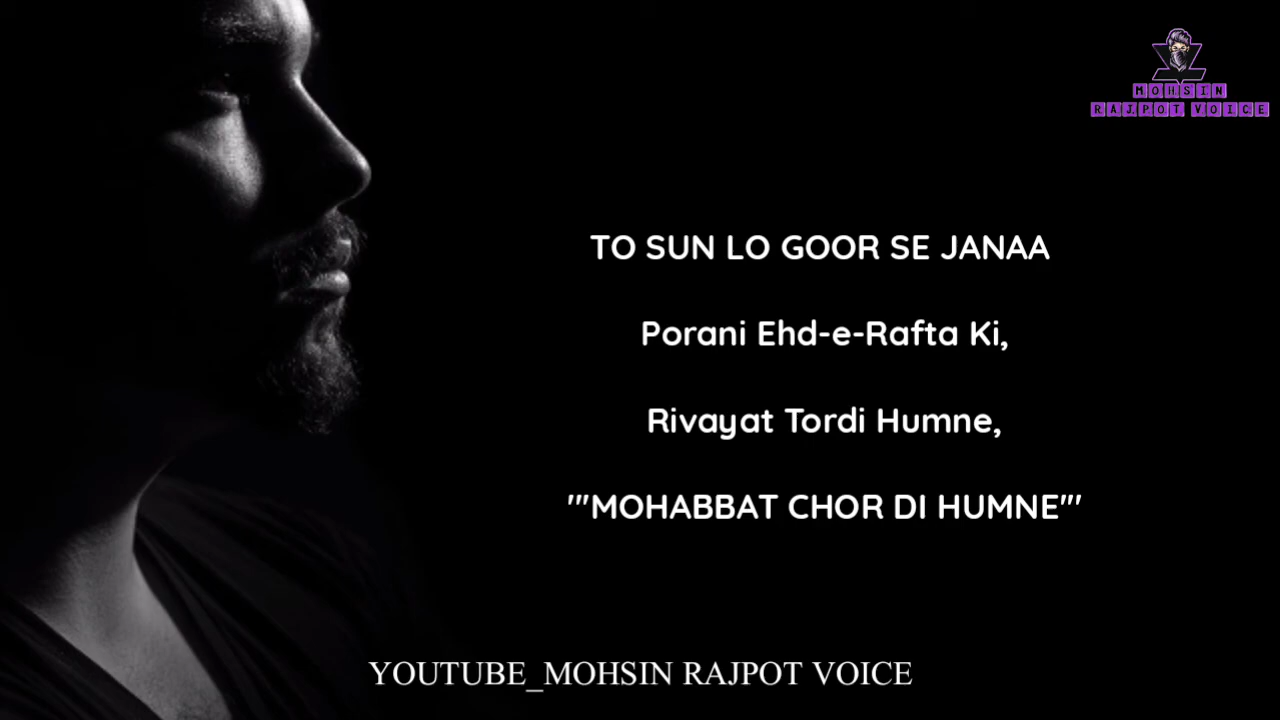 MOHSIN
RAJPOT VOICE
TO SUN LO GOOR SE JANAA
Porani Ehd-e-Rafta Ki,
Rivayat Tordi Humne,
'"MOHABBAT CHOR DI HUMNE"'
YOUTUBE_MOHSIN RAJPOT VOICE